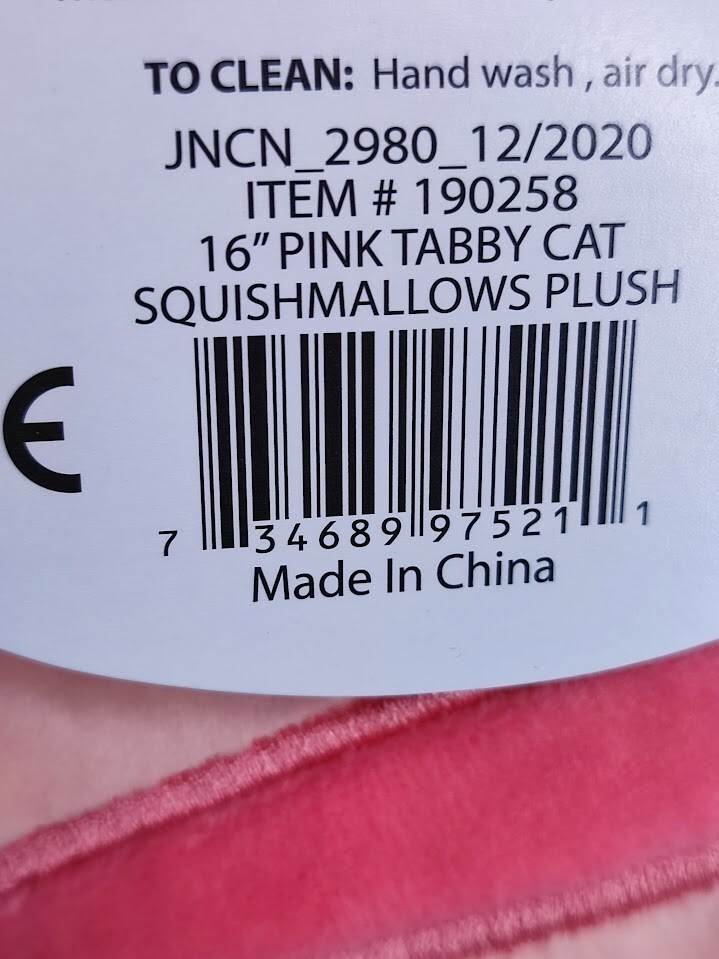 TO CLEAN: Hand wash , air dry.
JNCN_2980_12/2020
ITEM # 190258
16” PINK TABBY CAT
SQUISHMALLOWS PLUSH
CE
7 34689 97521 1
Made In China